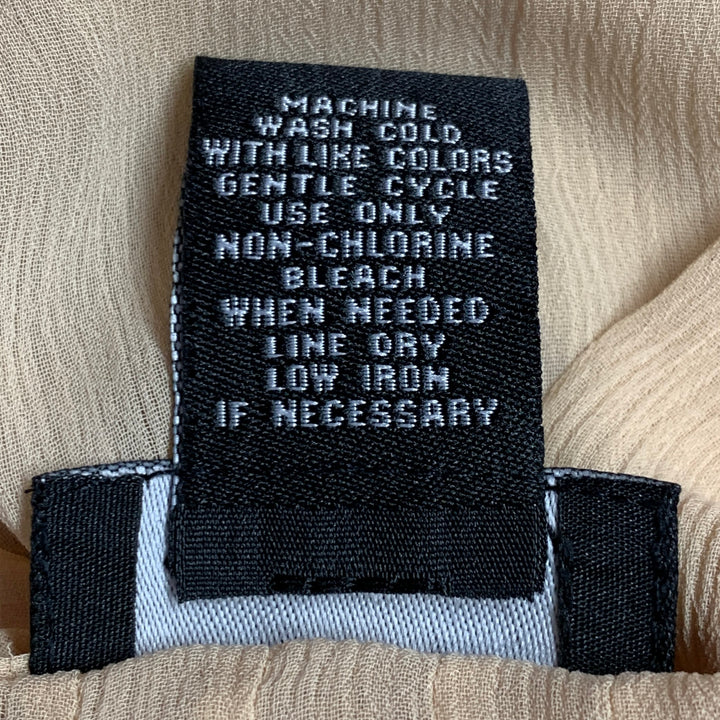 MACHINE
WASH COLD
WITH LIKE COLORS
GENTLE CYCLE
USE ONLY
NON-CHLORINE
BLEACH
WHEN NEEDED
LINE DRY
LOW IRON
IF NECESSARY